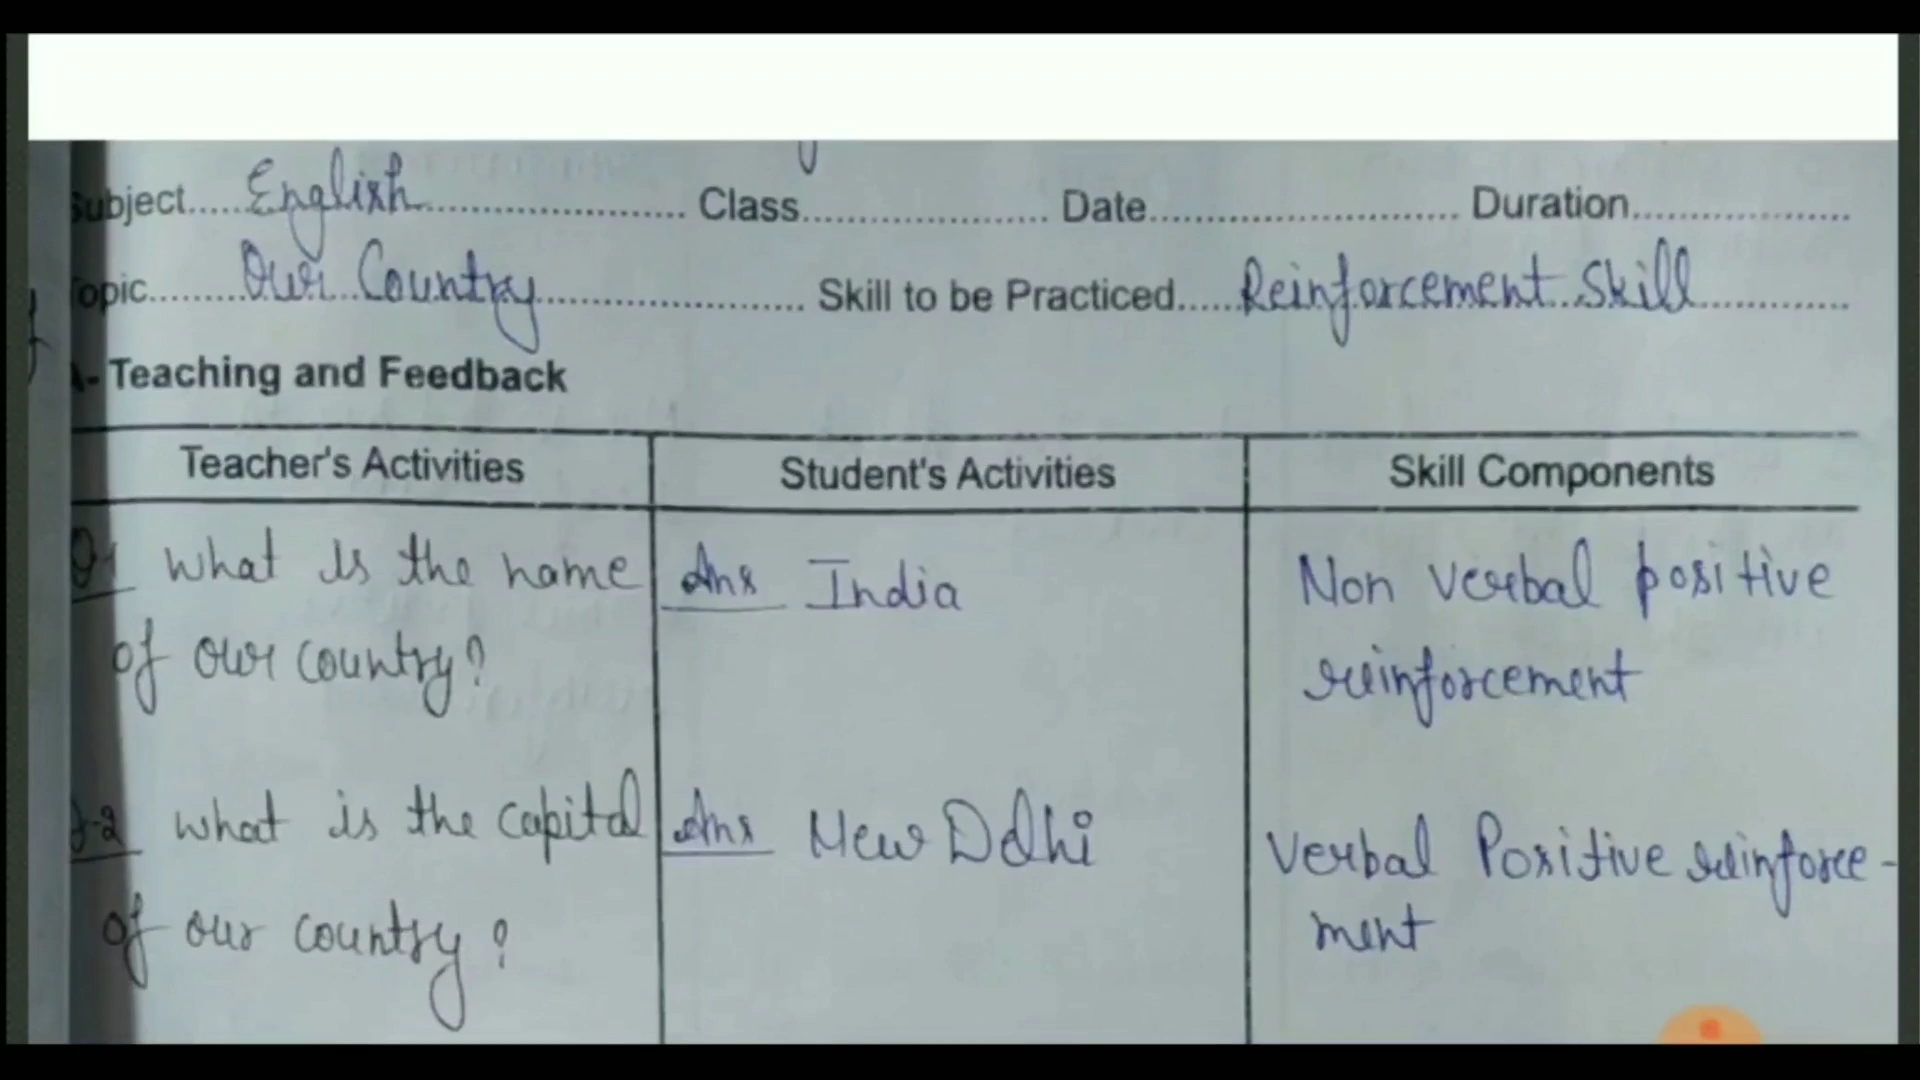 Subject.....English.......................... Class..................... Date........................... Duration...................
Topic.........Our Country....................... Skill to be Practiced.....Reinforcement Skill.............
A- Teaching and Feedback
Teacher's Activities Student's Activities Skill Components
Q-1 What is the name Ans India Non Verbal positive
of our country? reinforcement
Q-2 What is the capital Ans New Delhi Verbal Positive reinforce-
of our country? ment